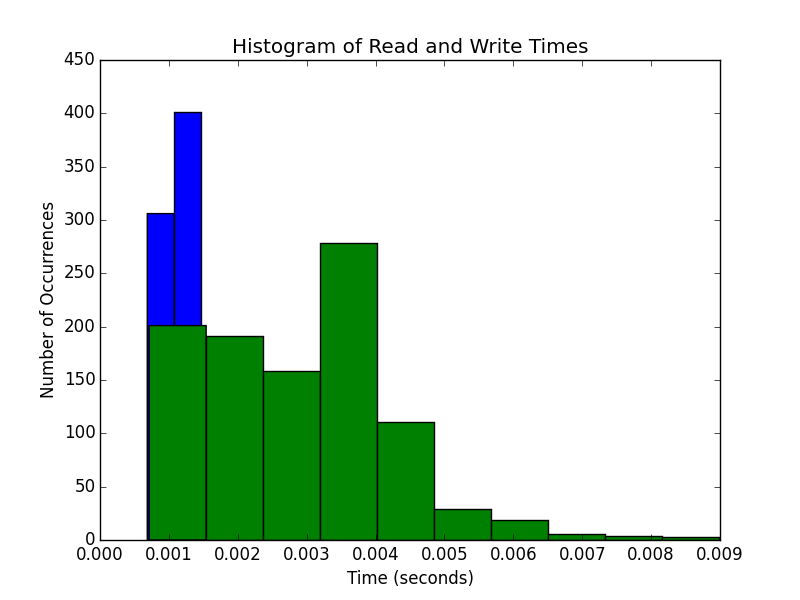 Histogram of Read and Write Times
450
400
350
300
250
200
150
100
50
0
Number of Occurrences
0.000 0.001 0.002 0.003 0.004 0.005 0.006 0.007 0.008 0.009
Time (seconds)